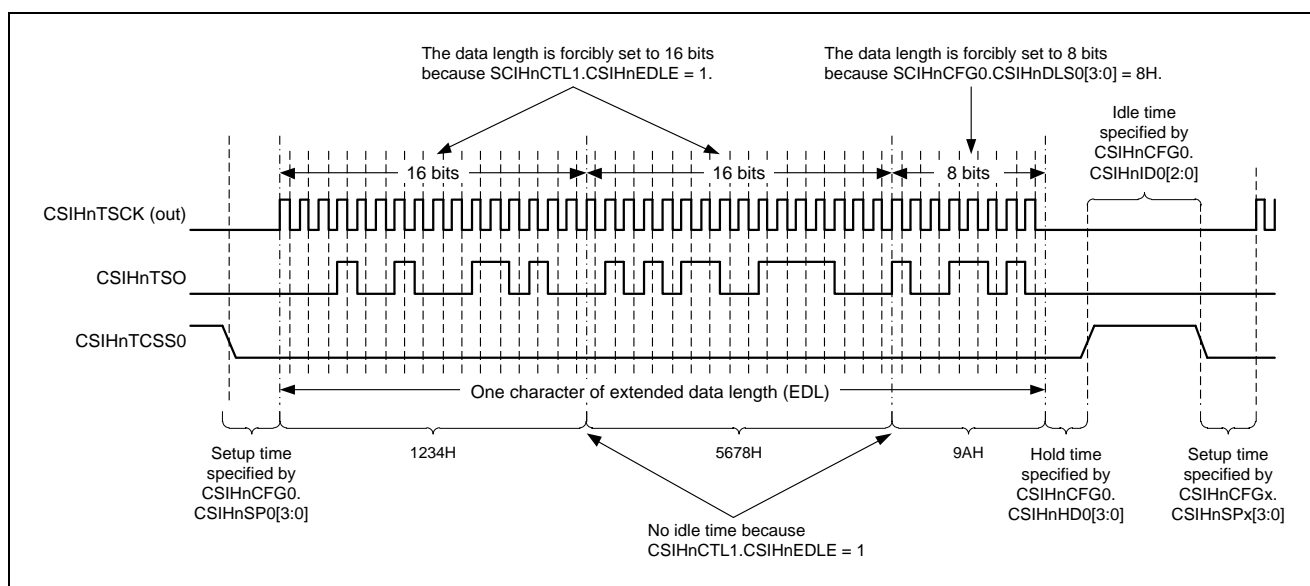 The data length is forcibly set to 16 bits
because SCIHnCTL1.CSIHnEDLE = 1.
The data length is forcibly set to 8 bits
because SCIHnCFG0.CSIHnDLS0[3:0] = 8H.
Idle time
specified by
CSIHnCFG0.
CSIHnID0[2:0]
16 bits
16 bits
8 bits
CSIHnTSCK (out)
CSIHnTSO
CSIHnTCSS0
One character of extended data length (EDL)
Setup time
specified by
CSIHnCFG0.
CSIHnSP0[3:0]
1234H
5678H
9AH
Hold time
specified by
CSIHnCFG0.
CSIHnHD0[3:0]
Setup time
specified by
CSIHnCFGx.
CSIHnSPx[3:0]
No idle time because
CSIHnCTL1.CSIHnEDLE = 1